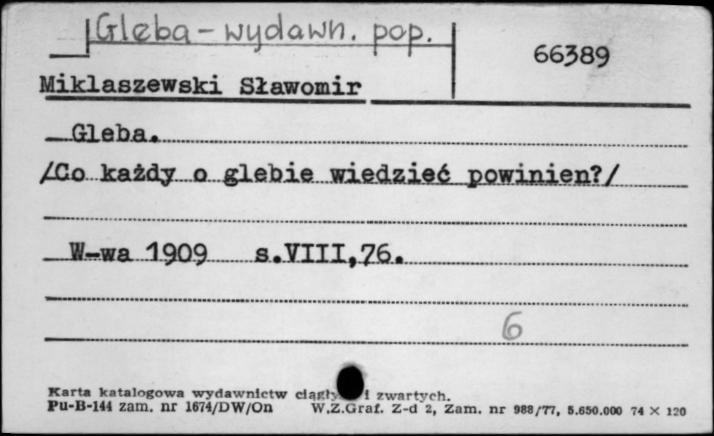 Gleba - wydawn. pop.
66389
Miklaszewski Sławomir
Gleba.
/Co każdy o glebie wiedzieć powinien?/
W-wa 1909 s.VIII,76.
6
Karta katalogowa wydawnictw i zwartych.
Pu-B-144 zam. nr 1674/DW/On W.Z.Graf. Z-d 2, Zam. nr 988/77, 5.650.000 74 × 120